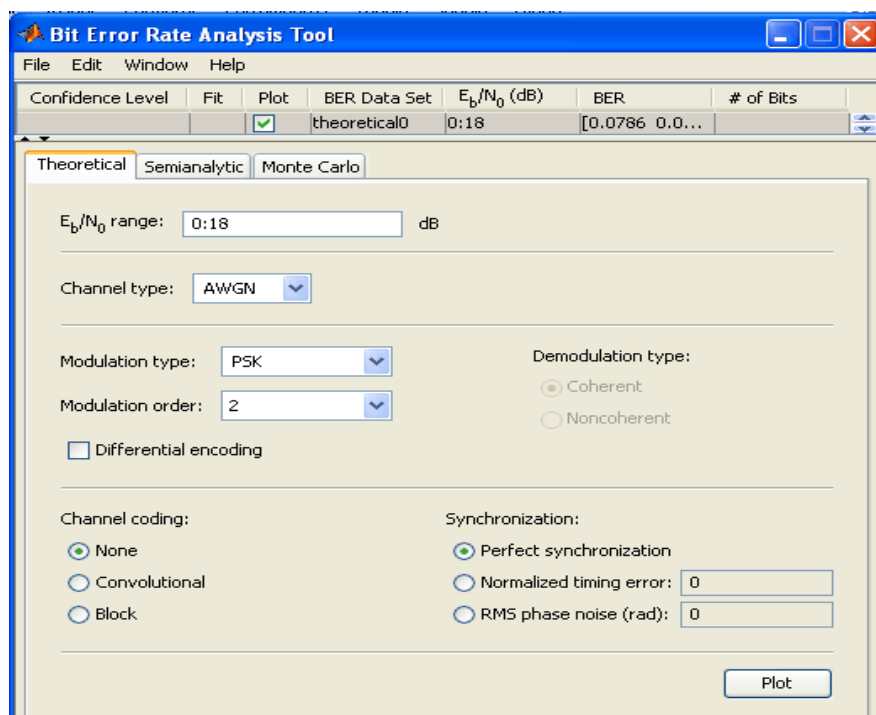 Bit Error Rate Analysis Tool
File Edit Window Help
Confidence Level Fit Plot BER Data Set Eb/N0 (dB) BER # of Bits
theoretical0 0:18 [0.0786 0.0...
Theoretical Semianalytic Monte Carlo
Eb/N0 range: 0:18 dB
Channel type: AWGN
Modulation type: PSK Demodulation type:
Coherent
Modulation order: 2
Noncoherent
Differential encoding
Channel coding: Synchronization:
None Perfect synchronization
Convolutional Normalized timing error: 0
Block RMS phase noise (rad): 0
Plot